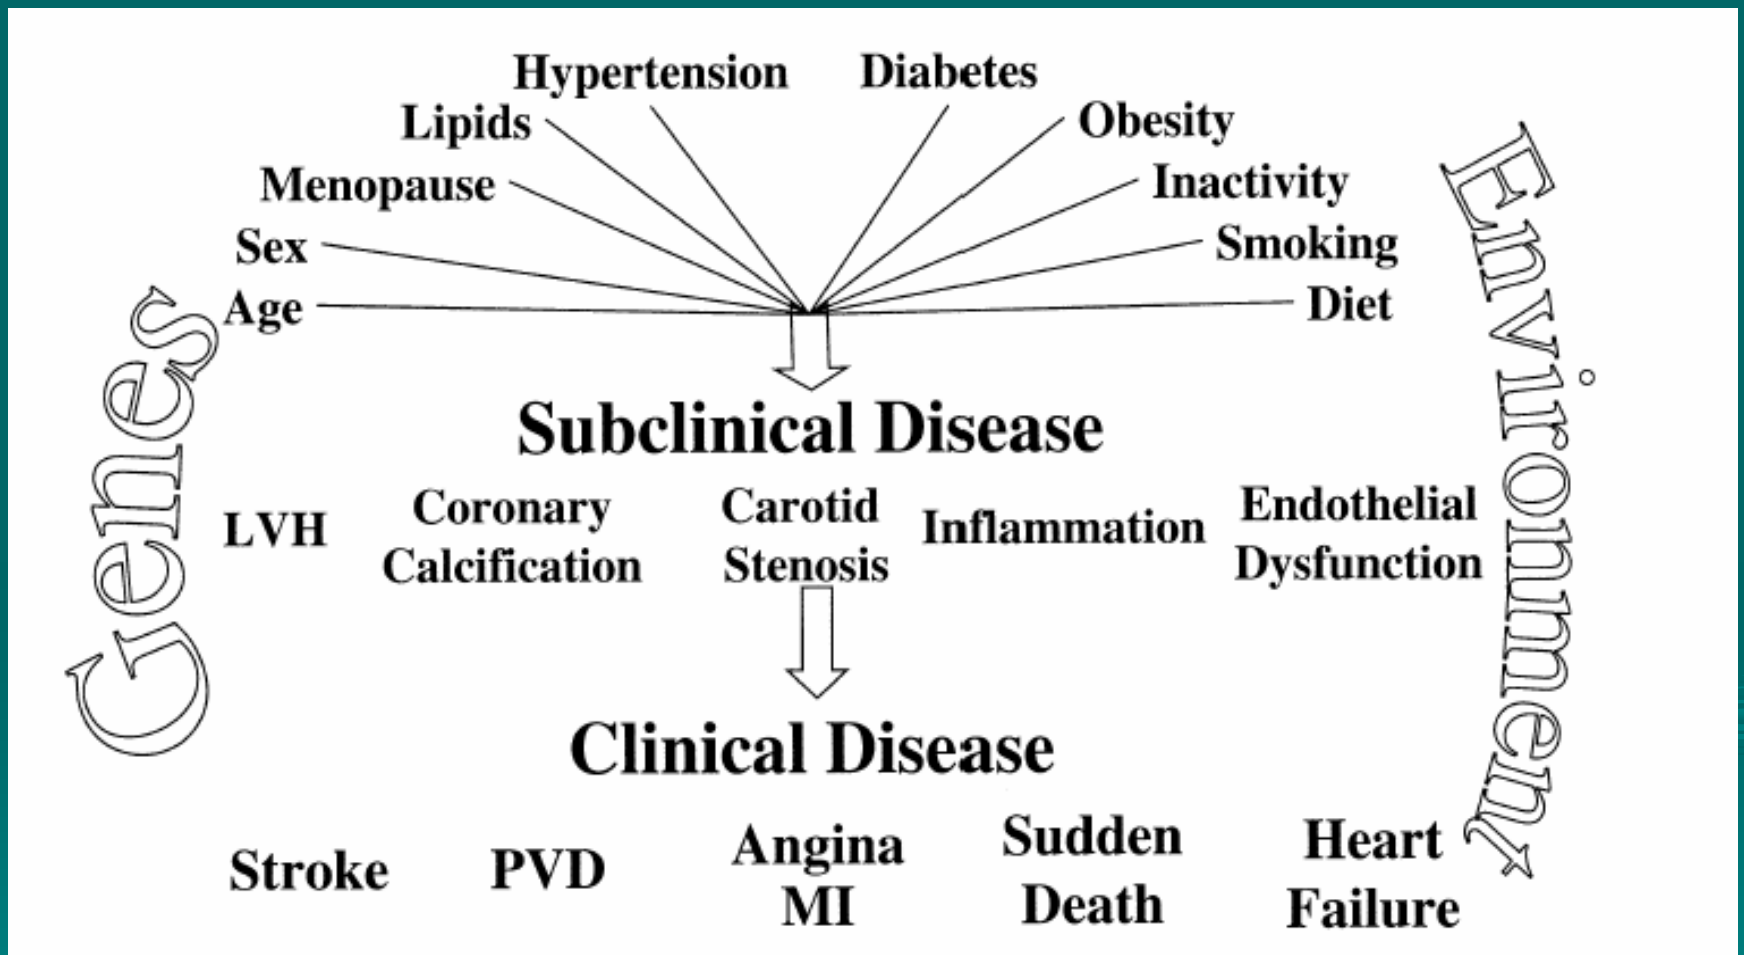 Hypertension Diabetes
Lipids Obesity
Menopause Inactivity
Sex Smoking
Age Diet
Genes
Environment
Subclinical Disease
LVH
Coronary
Calcification
Carotid
Stenosis
Inflammation
Endothelial
Dysfunction
Clinical Disease
Stroke
PVD
Angina
MI
Sudden
Death
Heart
Failure